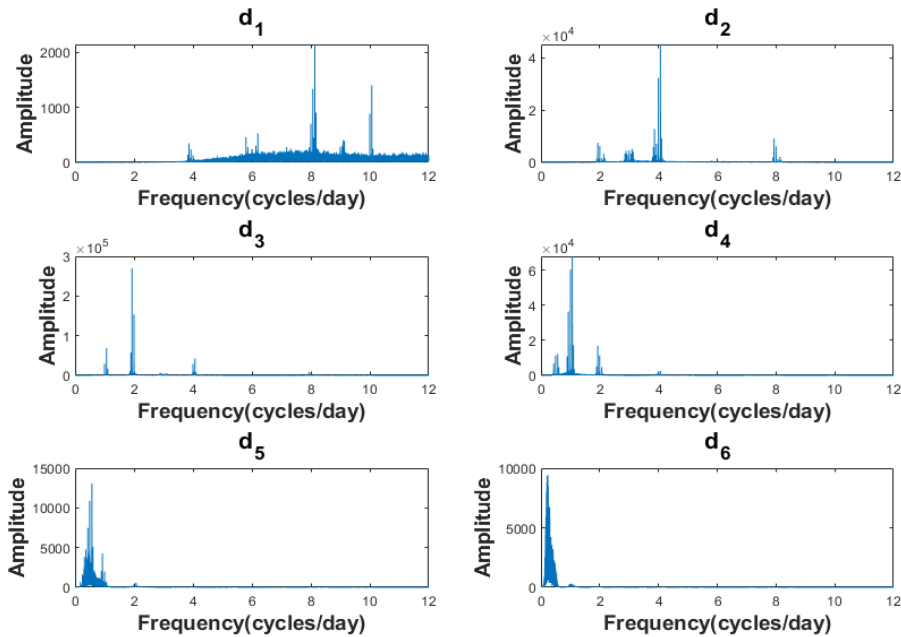 d1 d2
Amplitude 2000 1000 0 Amplitude ×10^4 4 2 0
0 2 4 6 8 10 12 0 2 4 6 8 10 12
Frequency(cycles/day) Frequency(cycles/day)
d3 d4
Amplitude ×10^5 3 2 1 0 Amplitude ×10^4 6 4 2 0
0 2 4 6 8 10 12 0 2 4 6 8 10 12
Frequency(cycles/day) Frequency(cycles/day)
d5 d6
Amplitude 15000 10000 5000 0 Amplitude 10000 5000 0
0 2 4 6 8 10 12 0 2 4 6 8 10 12
Frequency(cycles/day) Frequency(cycles/day)